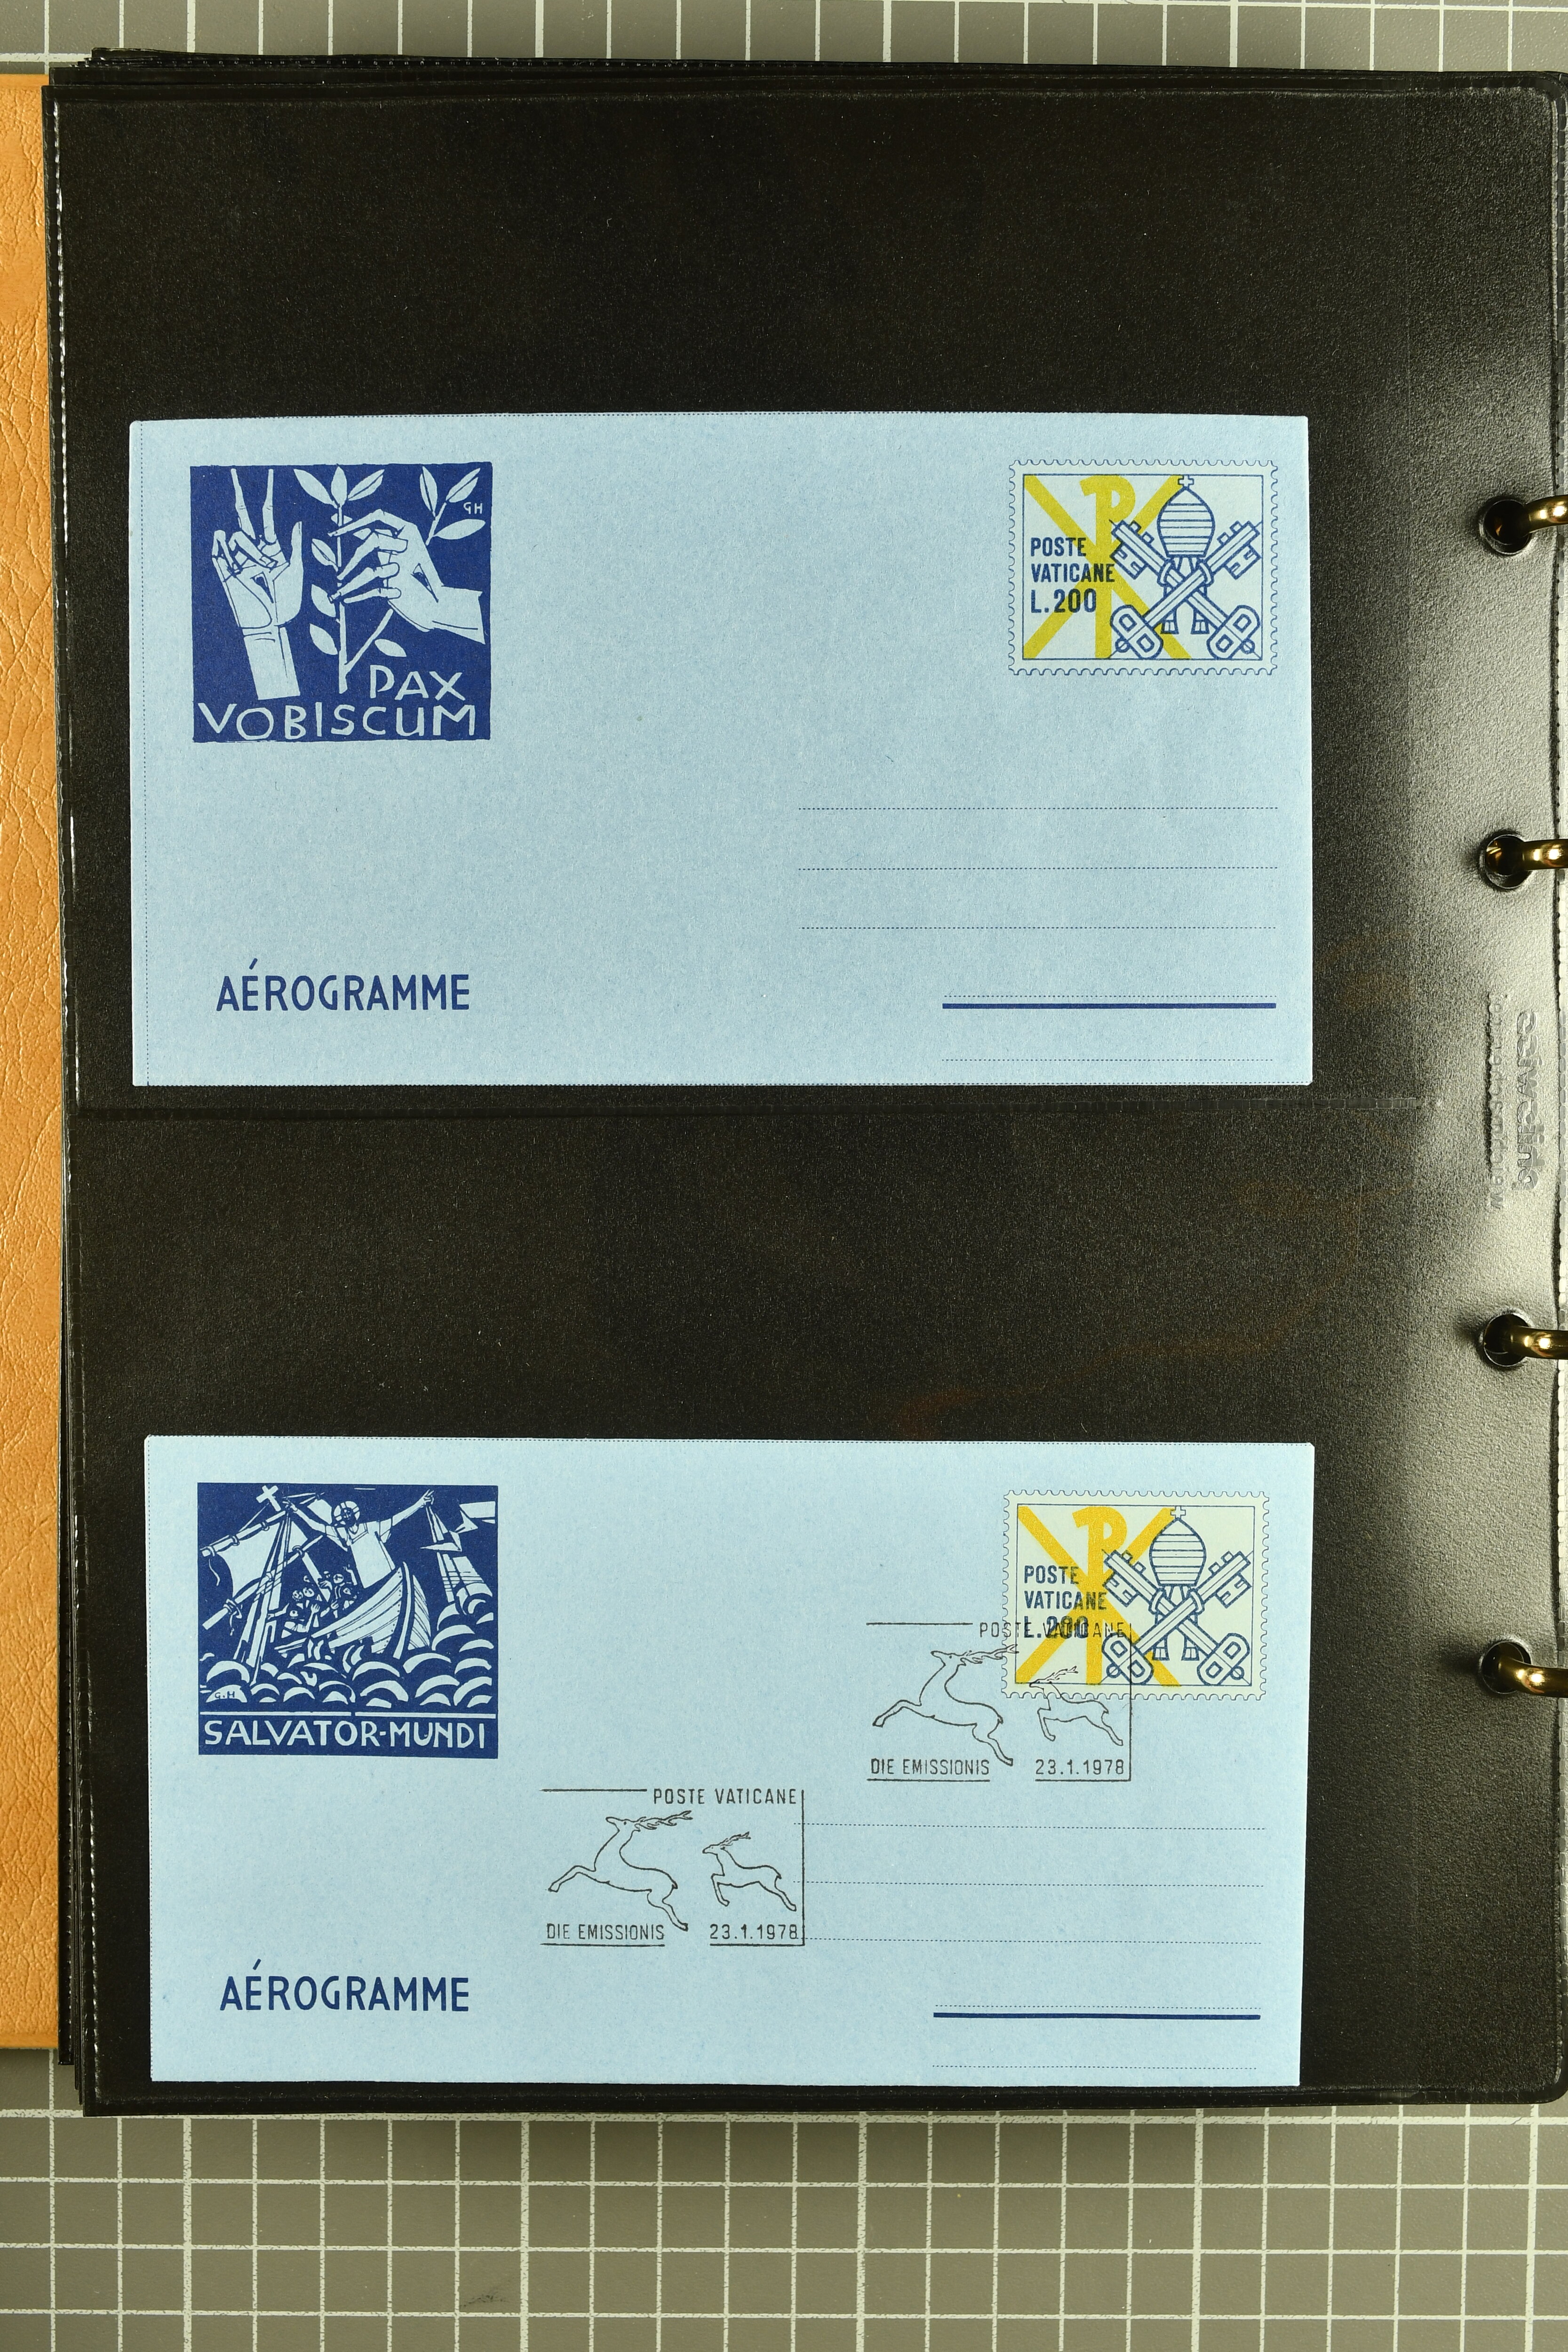 GH
PAX
VOBISCUM
POSTE
VATICANE
L.200
AÉROGRAMME
G.H
SALVATOR-MUNDI
POSTE
VATICANE
L.200
POSTE VATICANE
DIE EMISSIONIS 23.1.1978
POSTE VATICANE
DIE EMISSIONIS 23.1.1978
AÉROGRAMME